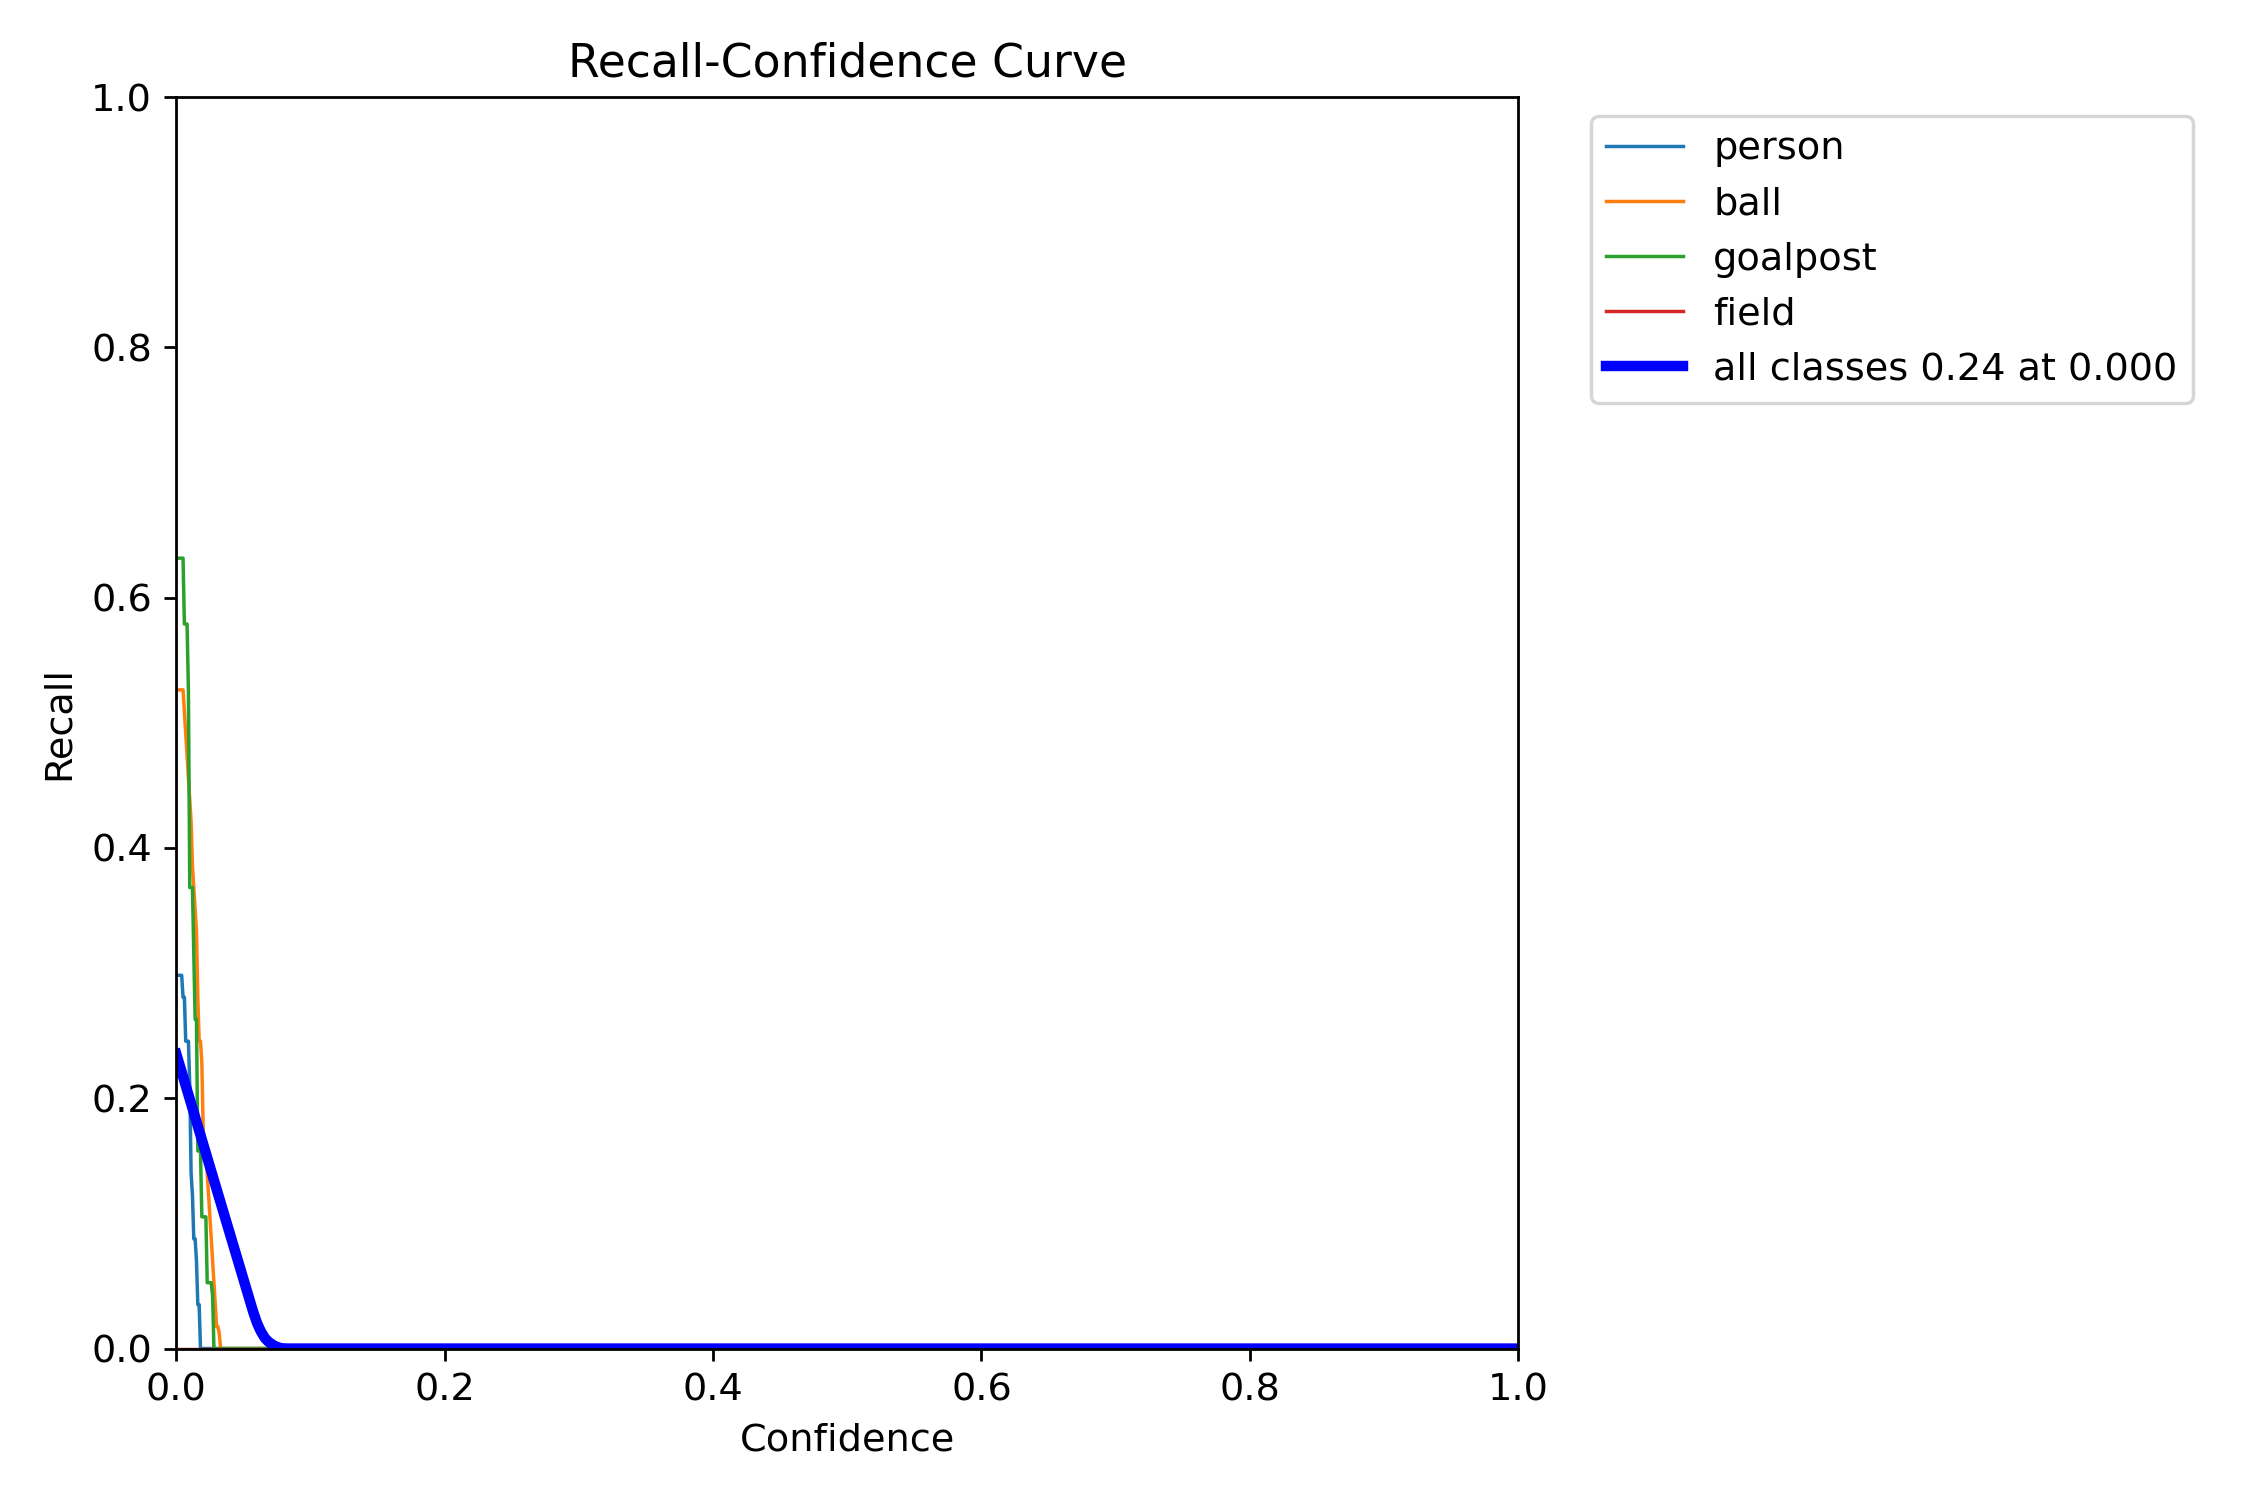 Recall-Confidence Curve
1.0
0.8
0.6
0.4
0.2
0.0
Recall
0.0 0.2 0.4 0.6 0.8 1.0
Confidence
person
ball
goalpost
field
all classes 0.24 at 0.000